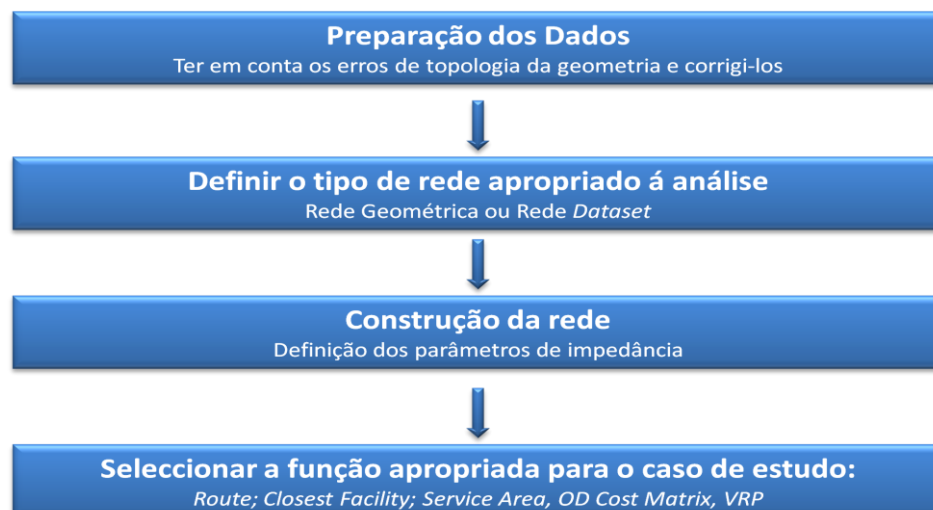 Preparação dos Dados
Ter em conta os erros de topologia da geometria e corrigi-los
Definir o tipo de rede apropriado á análise
Rede Geométrica ou Rede Dataset
Construção da rede
Definição dos parâmetros de impedância
Seleccionar a função apropriada para o caso de estudo:
Route; Closest Facility; Service Area, OD Cost Matrix, VRP